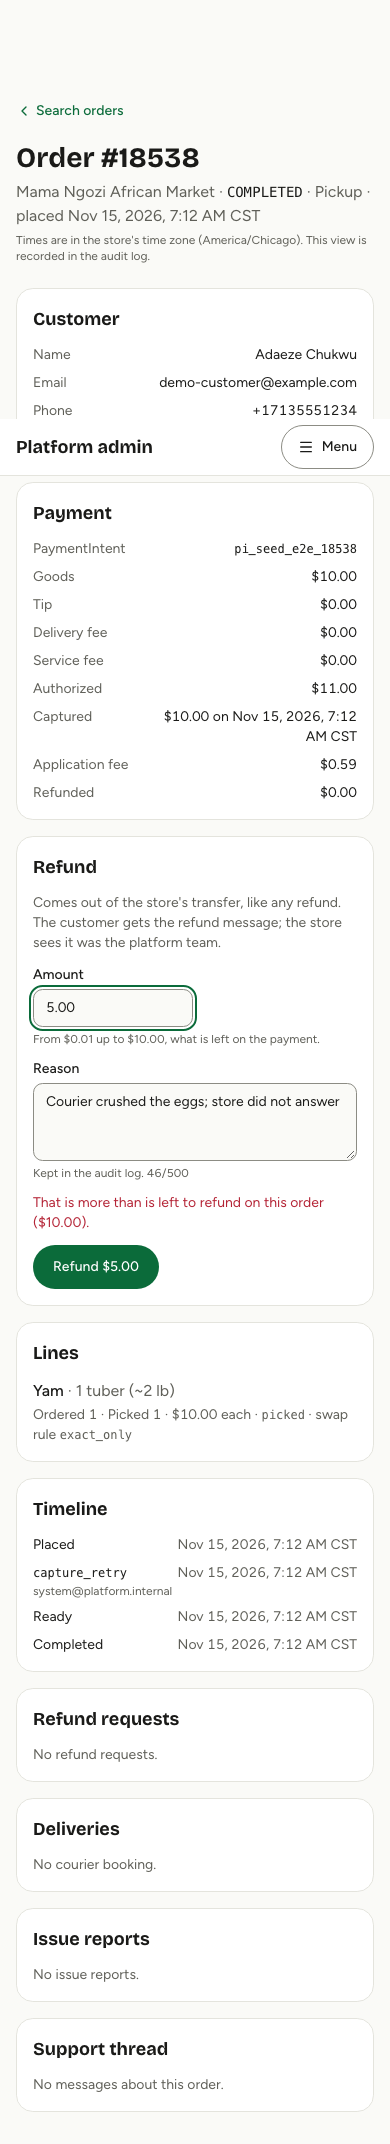 Search orders
Order #18538
Mama Ngozi African Market · COMPLETED · Pickup ·
placed Nov 15, 2026, 7:12 AM CST
Times are in the store's time zone (America/Chicago). This view is
recorded in the audit log.
Customer
Name Adaeze Chukwu
Email demo-customer@example.com
Phone +17135551234
Platform admin Menu
Payment
PaymentIntent pi_seed_e2e_18538
Goods $10.00
Tip $0.00
Delivery fee $0.00
Service fee $0.00
Authorized $11.00
Captured $10.00 on Nov 15, 2026, 7:12
AM CST
Application fee $0.59
Refunded $0.00
Refund
Comes out of the store's transfer, like any refund.
The customer gets the refund message; the store
sees it was the platform team.
Amount
5.00
From $0.01 up to $10.00, what is left on the payment.
Reason
Courier crushed the eggs; store did not answer
Kept in the audit log. 46/500
That is more than is left to refund on this order
($10.00).
Refund $5.00
Lines
Yam · 1 tuber (~2 lb)
Ordered 1 · Picked 1 · $10.00 each · picked · swap
rule exact_only
Timeline
Placed Nov 15, 2026, 7:12 AM CST
capture_retry Nov 15, 2026, 7:12 AM CST
system@platform.internal
Ready Nov 15, 2026, 7:12 AM CST
Completed Nov 15, 2026, 7:12 AM CST
Refund requests
No refund requests.
Deliveries
No courier booking.
Issue reports
No issue reports.
Support thread
No messages about this order.